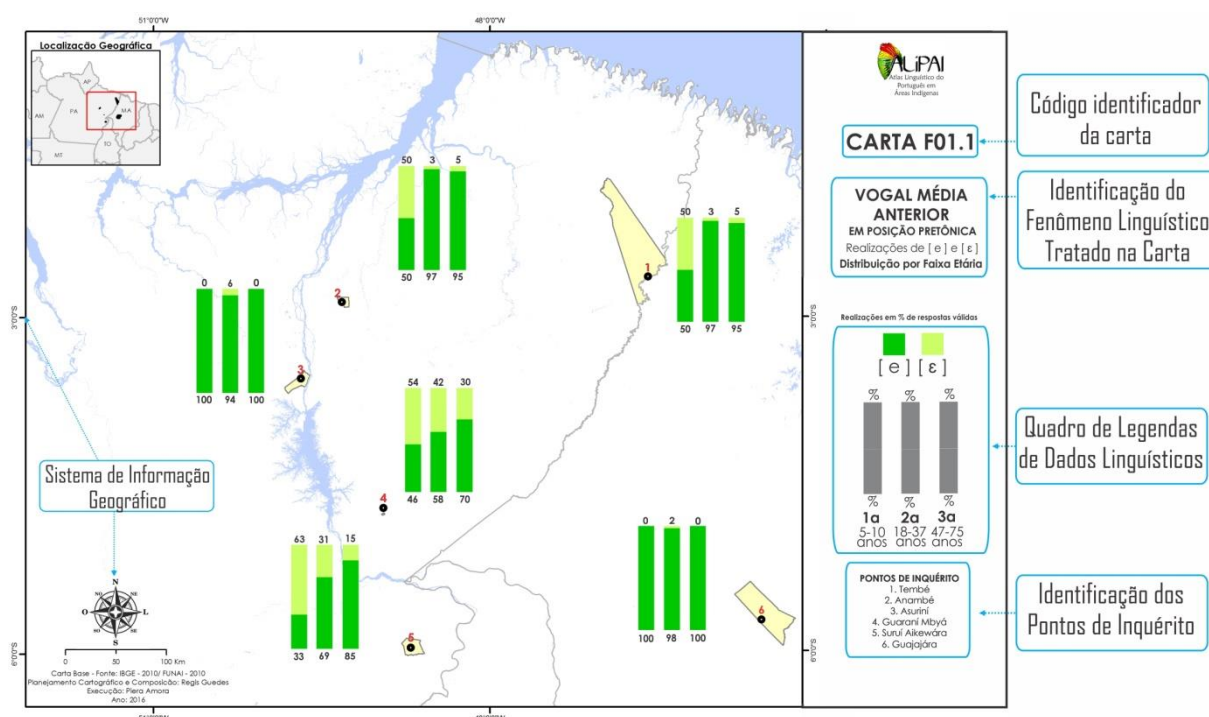 51°0'0"W
48°0'0"W
Localização Geográfica
AP
AM
PA
MA
TO
MT
50 3 5
50 97 95
50 3 5
50 97 95
1
2
0 6 0
100 94 100
3
3°0'0"S
3°0'0"S
54 42 30
46 58 70
4
Sistema de Informação
Geográfico
63 31 15
33 69 85
5
0 2 0
100 98 100
6
6°0'0"S
6°0'0"S
N
NO
NE
O
L
SO
SE
S
0 50 100 Km
Carta Base - Fonte: IBGE - 2010/ FUNAI - 2010
Planejamento Cartográfico e Composição: Regis Guedes
Execução: Piera Amora
Ano: 2016
ALiPAI
Atlas Linguístico do
Português em
Áreas Indígenas
CARTA F01.1
VOGAL MÉDIA
ANTERIOR
EM POSIÇÃO PRETÔNICA
Realizações de [ e ] e [ ɛ ]
Distribuição por Faixa Etária
Realizações em % de respostas válidas
[ e ] [ ɛ ]
% % %
% % %
1a 2a 3a
5-10 18-37 47-75
anos anos anos
PONTOS DE INQUÉRITO
1. Tembé
2. Anambé
3. Asuriní
4. Guaraní Mbyá
5. Suruí Aikewára
6. Guajajára
Código identificador
da carta
Identificação do
Fenômeno Linguístico
Tratado na Carta
Quadro de Legendas
de Dados Linguísticos
Identificação dos
Pontos de Inquérito